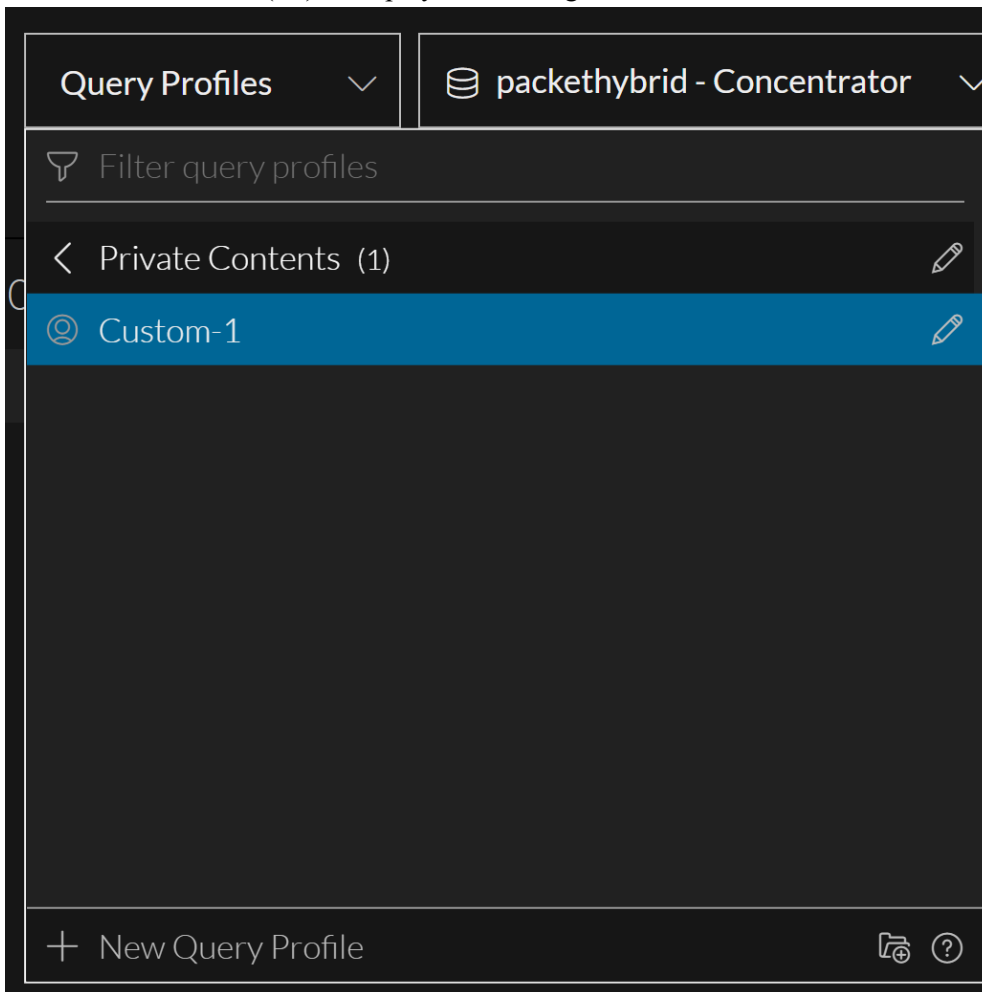 Query Profiles
packethybrid - Concentrator
Filter query profiles
Private Contents (1)
Custom-1
+ New Query Profile